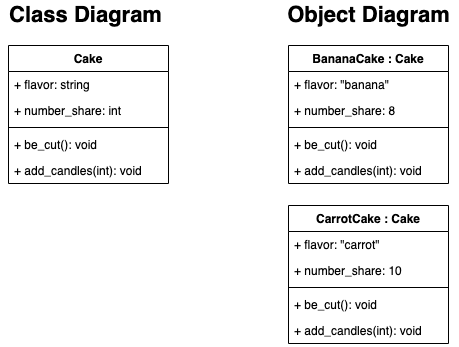 Class Diagram
Cake
+ flavor: string
+ number_share: int
+ be_cut(): void
+ add_candles(int): void
Object Diagram
BananaCake : Cake
+ flavor: "banana"
+ number_share: 8
+ be_cut(): void
+ add_candles(int): void
CarrotCake : Cake
+ flavor: "carrot"
+ number_share: 10
+ be_cut(): void
+ add_candles(int): void